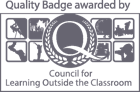 Quality Badge awarded by
Q
Council for
Learning Outside the Classroom